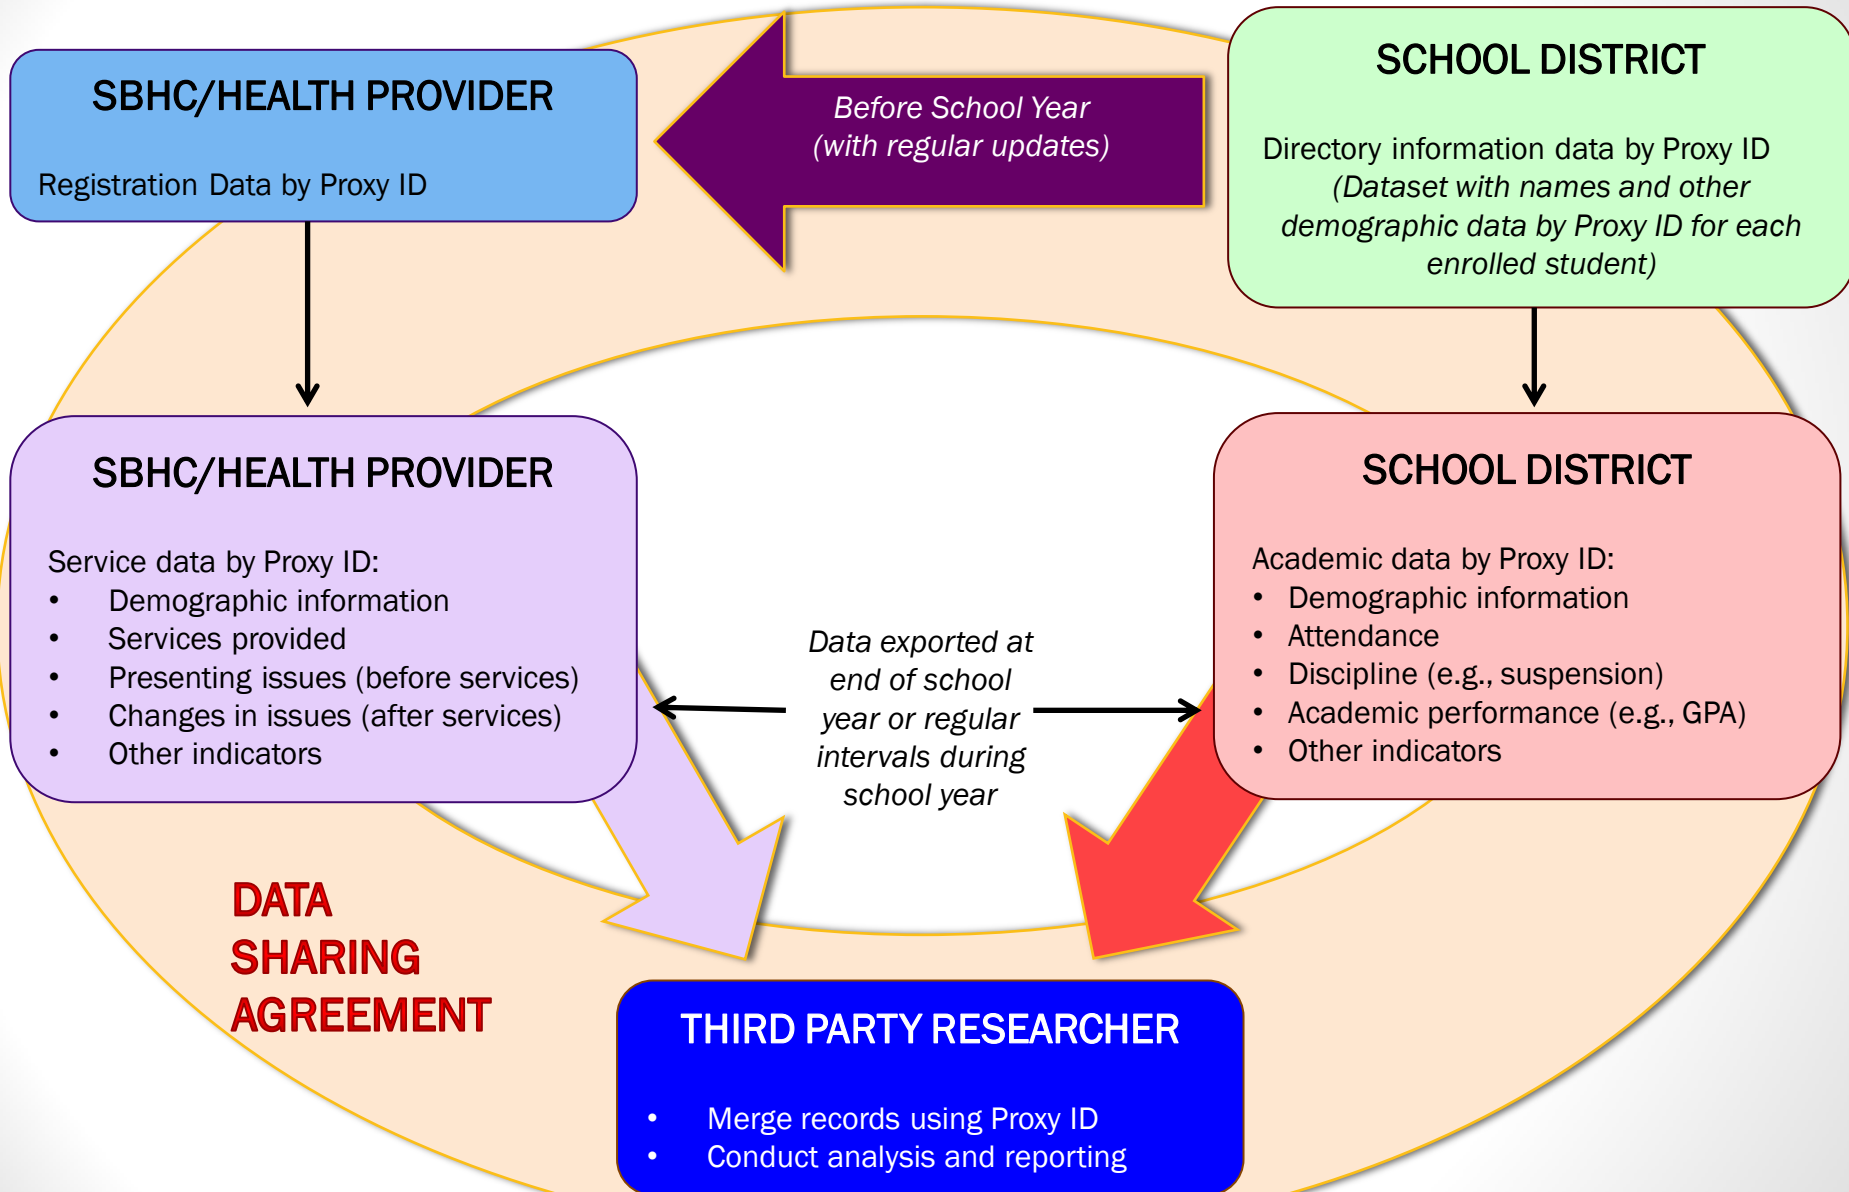 SBHC/HEALTH PROVIDER
Registration Data by Proxy ID
Before School Year
(with regular updates)
SCHOOL DISTRICT
Directory information data by Proxy ID
(Dataset with names and other
demographic data by Proxy ID for each
enrolled student)
SBHC/HEALTH PROVIDER
Service data by Proxy ID:
• Demographic information
• Services provided
• Presenting issues (before services)
• Changes in issues (after services)
• Other indicators
Data exported at
end of school
year or regular
intervals during
school year
SCHOOL DISTRICT
Academic data by Proxy ID:
• Demographic information
• Attendance
• Discipline (e.g., suspension)
• Academic performance (e.g., GPA)
• Other indicators
DATA
SHARING
AGREEMENT
THIRD PARTY RESEARCHER
• Merge records using Proxy ID
• Conduct analysis and reporting